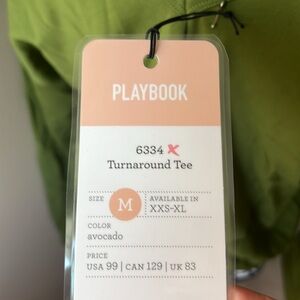 PLAYBOOK
6334 X
Turnaround Tee
SIZE M AVAILABLE IN
XXS-XL
COLOR
avocado
PRICE
USA 99 | CAN 129 | UK 83